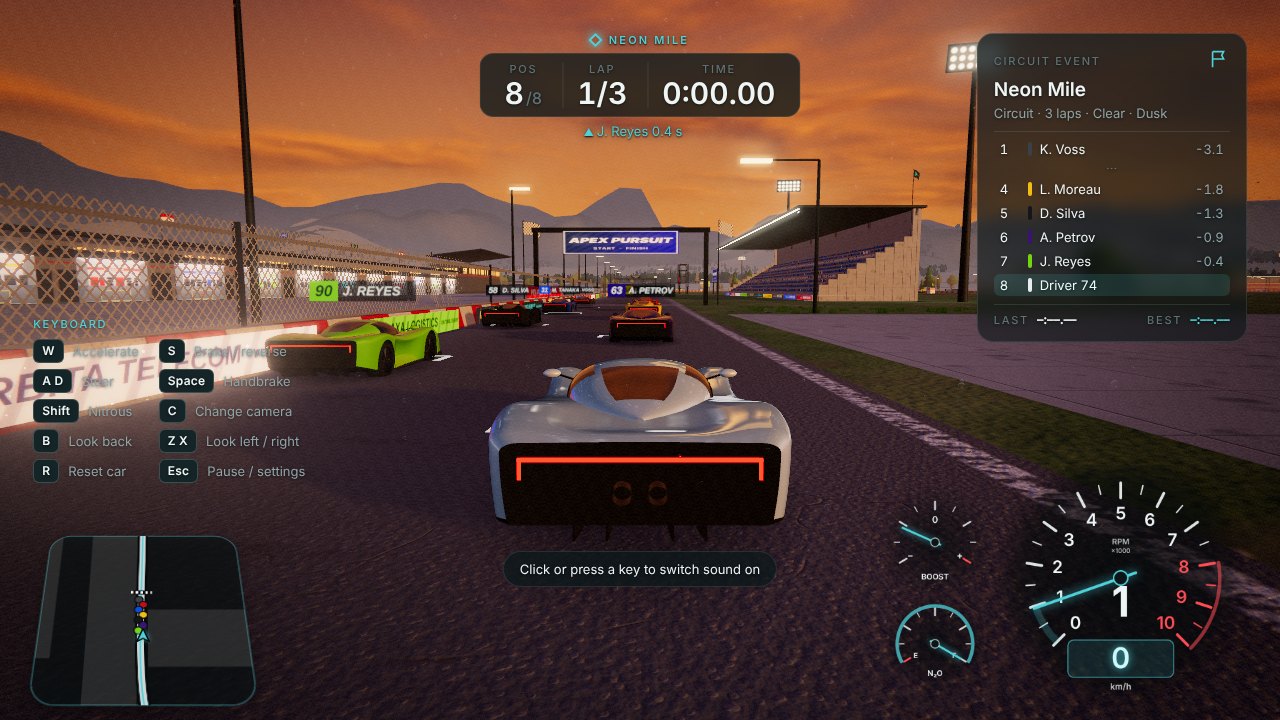 NEON MILE
POS
8/8
LAP
1/3
TIME
0:00.00
▲ J. Reyes 0.4 s
CIRCUIT EVENT
Neon Mile
Circuit · 3 laps · Clear · Dusk
1 K. Voss -3.1
...
4 L. Moreau -1.8
5 D. Silva -1.3
6 A. Petrov -0.9
7 J. Reyes -0.4
8 Driver 74
LAST -:--.-- BEST -:--.--
APEX PURSUIT
START - FINISH
90 J. REYES
58 D. SILVA
32 M. TANAKA
VOSS
63 A. PETROV
LOGISTICS
TELECOM
KEYBOARD
W Accelerate S Brake / reverse
A D Steer Space Handbrake
Shift Nitrous C Change camera
B Look back Z X Look left / right
R Reset car Esc Pause / settings
Click or press a key to switch sound on
0
+
BOOST
E F
N₂O
0 1 2 3 4 5 6 7 8 9 10
RPM
×1000
1
0
km/h